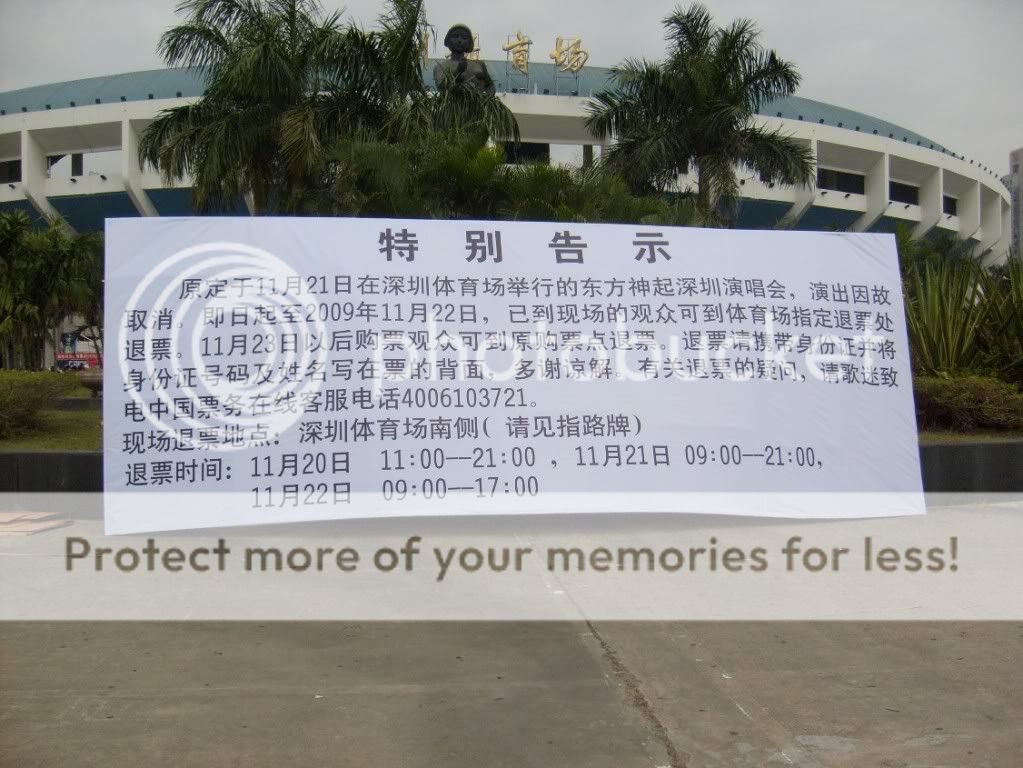 育场
特别告示
原定于11月21日在深圳体育场举行的东方神起深圳演唱会，演出因故
取消。即日起至2009年11月22日，已到现场的观众可到体育场指定退票处
退票。11月23日以后购票观众可到原购票点退票。退票请携带身份证并将
身份证号码及姓名写在票的背面，多谢谅解。有关退票的疑问，请歌迷致
电中国票务在线客服电话4006103721。
现场退票地点：深圳体育场南侧（请见指路牌）
退票时间：11月20日 11:00—21:00，11月21日 09:00—21:00，
11月22日 09:00—17:00
photobucket
Protect more of your memories for less!